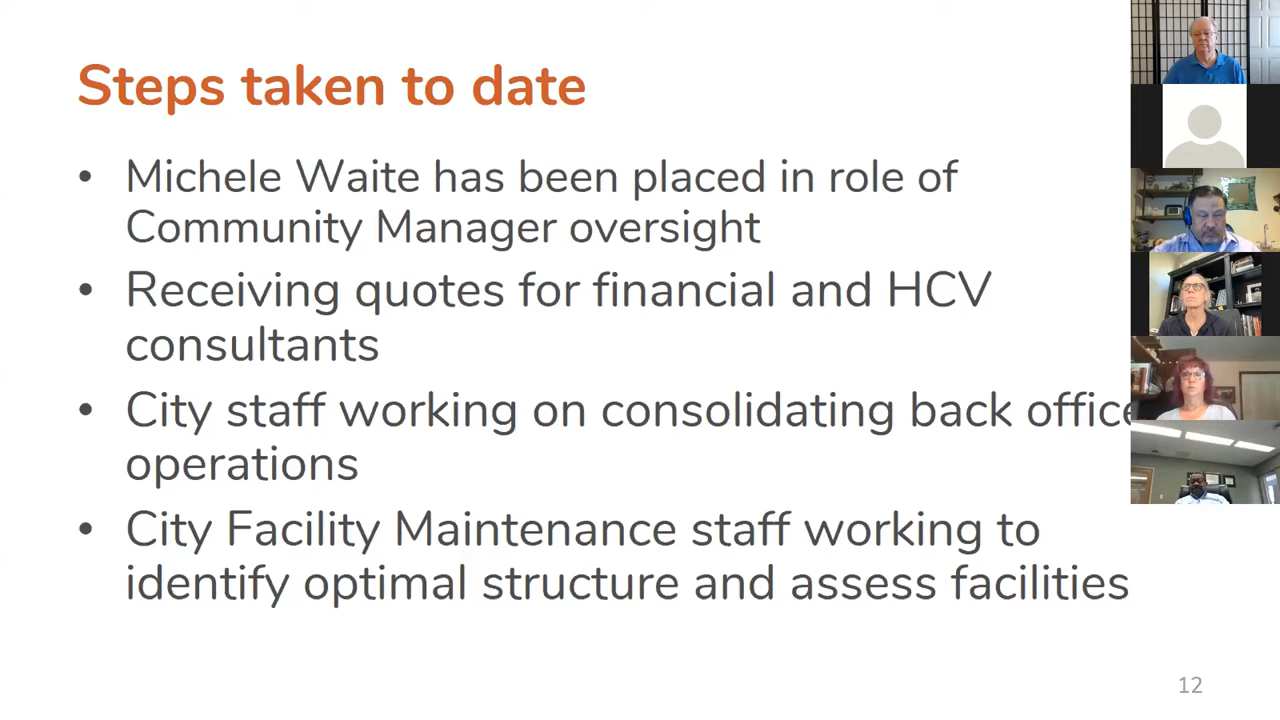 Steps taken to date
• Michele Waite has been placed in role of
Community Manager oversight
• Receiving quotes for financial and HCV
consultants
• City staff working on consolidating back office
operations
• City Facility Maintenance staff working to
identify optimal structure and assess facilities
12